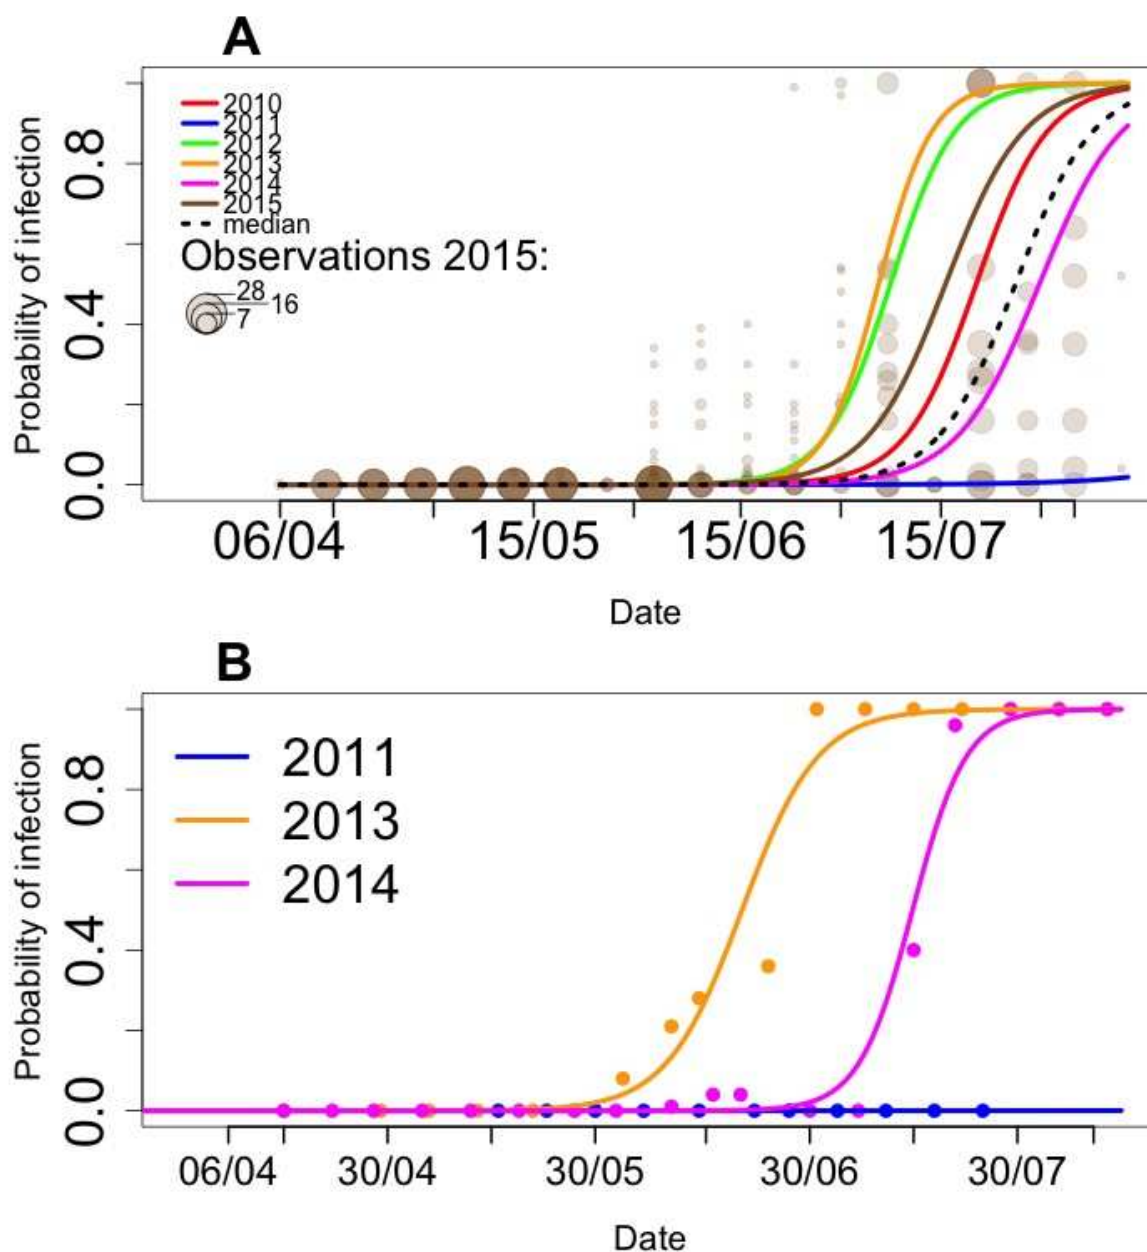 A
Probability of infection
0.0 0.4 0.8
2010
2011
2012
2013
2014
2015
median
Observations 2015:
28
16
7
06/04 15/05 15/06 15/07
Date
B
Probability of infection
0.0 0.4 0.8
2011
2013
2014
06/04 30/04 30/05 30/06 30/07
Date